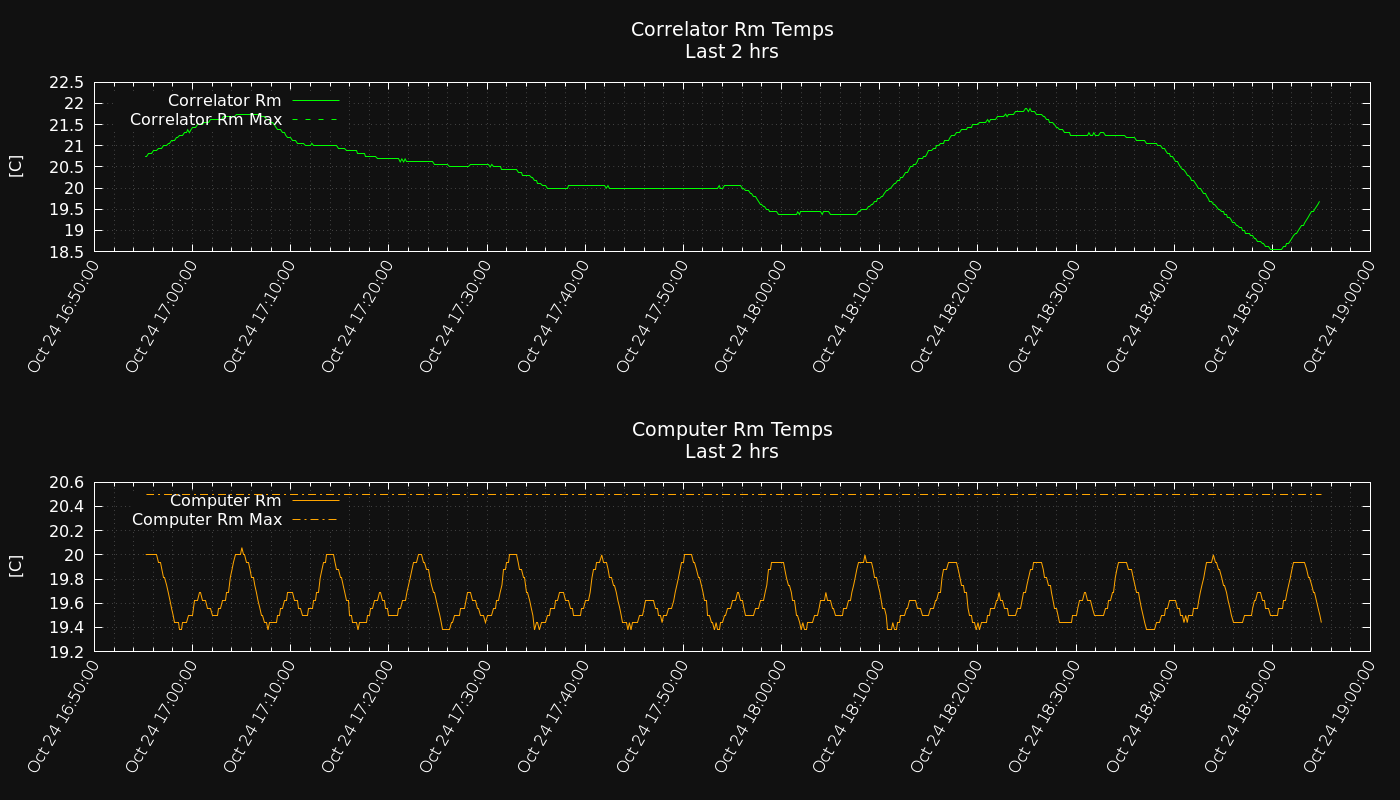 Correlator Rm Temps
Last 2 hrs
22.5
22
21.5
21
20.5
20
19.5
19
18.5
[C]
Correlator Rm
Correlator Rm Max
Oct 24 16:50:00
Oct 24 17:00:00
Oct 24 17:10:00
Oct 24 17:20:00
Oct 24 17:30:00
Oct 24 17:40:00
Oct 24 17:50:00
Oct 24 18:00:00
Oct 24 18:10:00
Oct 24 18:20:00
Oct 24 18:30:00
Oct 24 18:40:00
Oct 24 18:50:00
Oct 24 19:00:00
Computer Rm Temps
Last 2 hrs
20.6
20.4
20.2
20
19.8
19.6
19.4
19.2
[C]
Computer Rm
Computer Rm Max
Oct 24 16:50:00
Oct 24 17:00:00
Oct 24 17:10:00
Oct 24 17:20:00
Oct 24 17:30:00
Oct 24 17:40:00
Oct 24 17:50:00
Oct 24 18:00:00
Oct 24 18:10:00
Oct 24 18:20:00
Oct 24 18:30:00
Oct 24 18:40:00
Oct 24 18:50:00
Oct 24 19:00:00